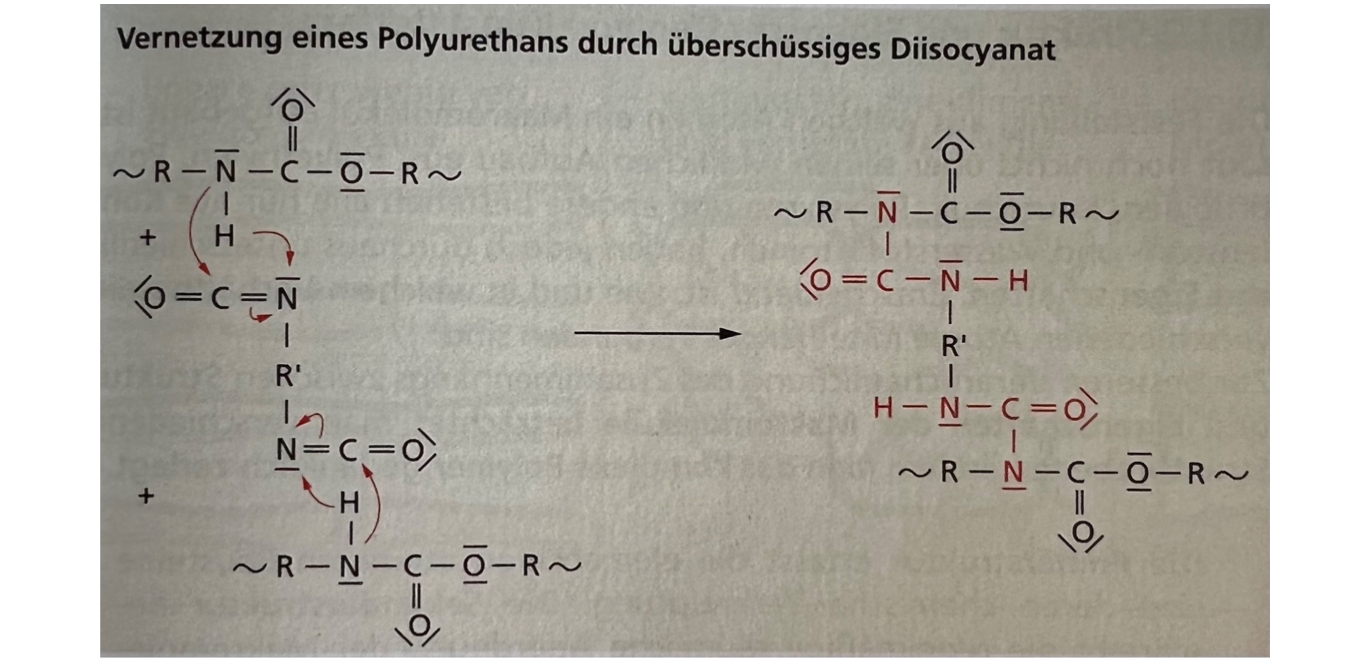 Vernetzung eines Polyurethans durch überschüssiges Diisocyanat
O
~R—N—C—O—R~
H
+
O=C=N
R'
N=C=O
+
H
~R—N—C—O—R~
O
O
~R—N—C—O—R~
O=C—N—H
R'
H—N—C=O
~R—N—C—O—R~
O